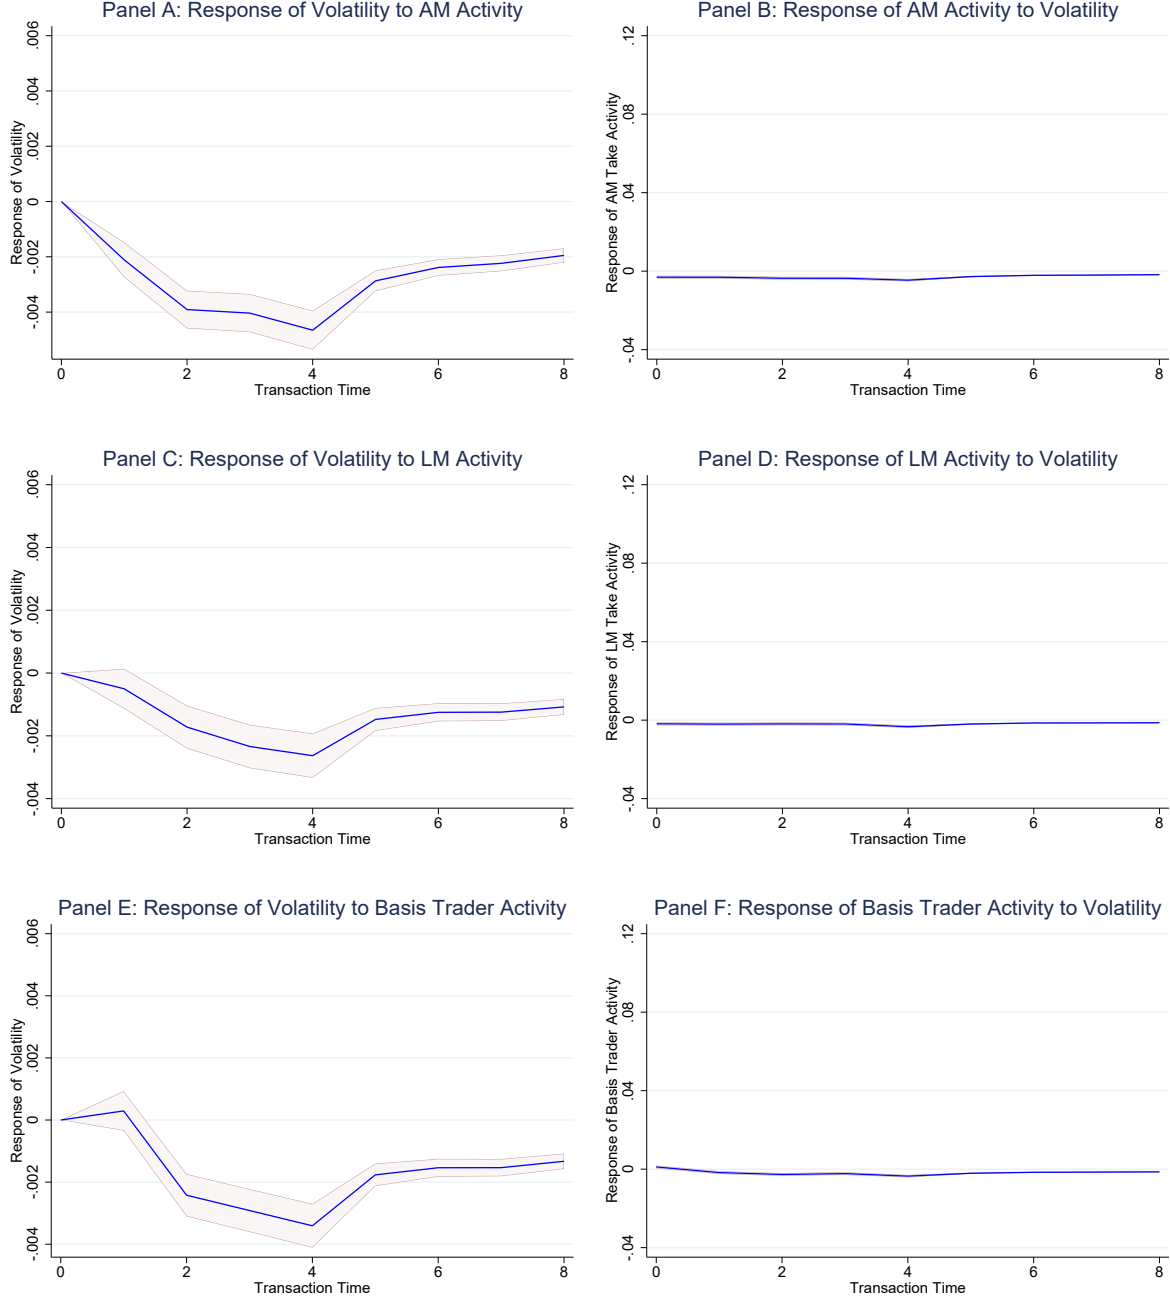 Panel A: Response of Volatility to AM Activity
Response of Volatility
.006
.004
.002
0
-.002
-.004
0 2 4 6 8
Transaction Time
Panel B: Response of AM Activity to Volatility
Response of AM Take Activity
.12
.08
.04
0
-.04
0 2 4 6 8
Transaction Time
Panel C: Response of Volatility to LM Activity
Response of Volatility
.006
.004
.002
0
-.002
-.004
0 2 4 6 8
Transaction Time
Panel D: Response of LM Activity to Volatility
Response of LM Take Activity
.12
.08
.04
0
-.04
0 2 4 6 8
Transaction Time
Panel E: Response of Volatility to Basis Trader Activity
Response of Volatility
.006
.004
.002
0
-.002
-.004
0 2 4 6 8
Transaction Time
Panel F: Response of Basis Trader Activity to Volatility
Response of Basis Trader Activity
.12
.08
.04
0
-.04
0 2 4 6 8
Transaction Time